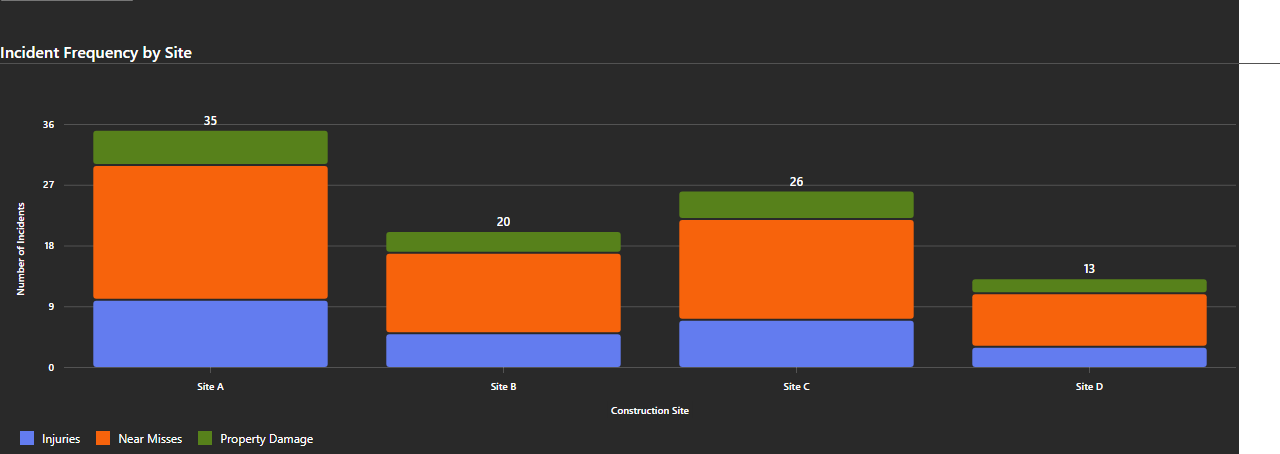 Incident Frequency by Site
35
36
26
27
20
Number of Incidents
18
13
9
0
Site A
Site B
Site C
Site D
Construction Site
Injuries
Near Misses
Property Damage